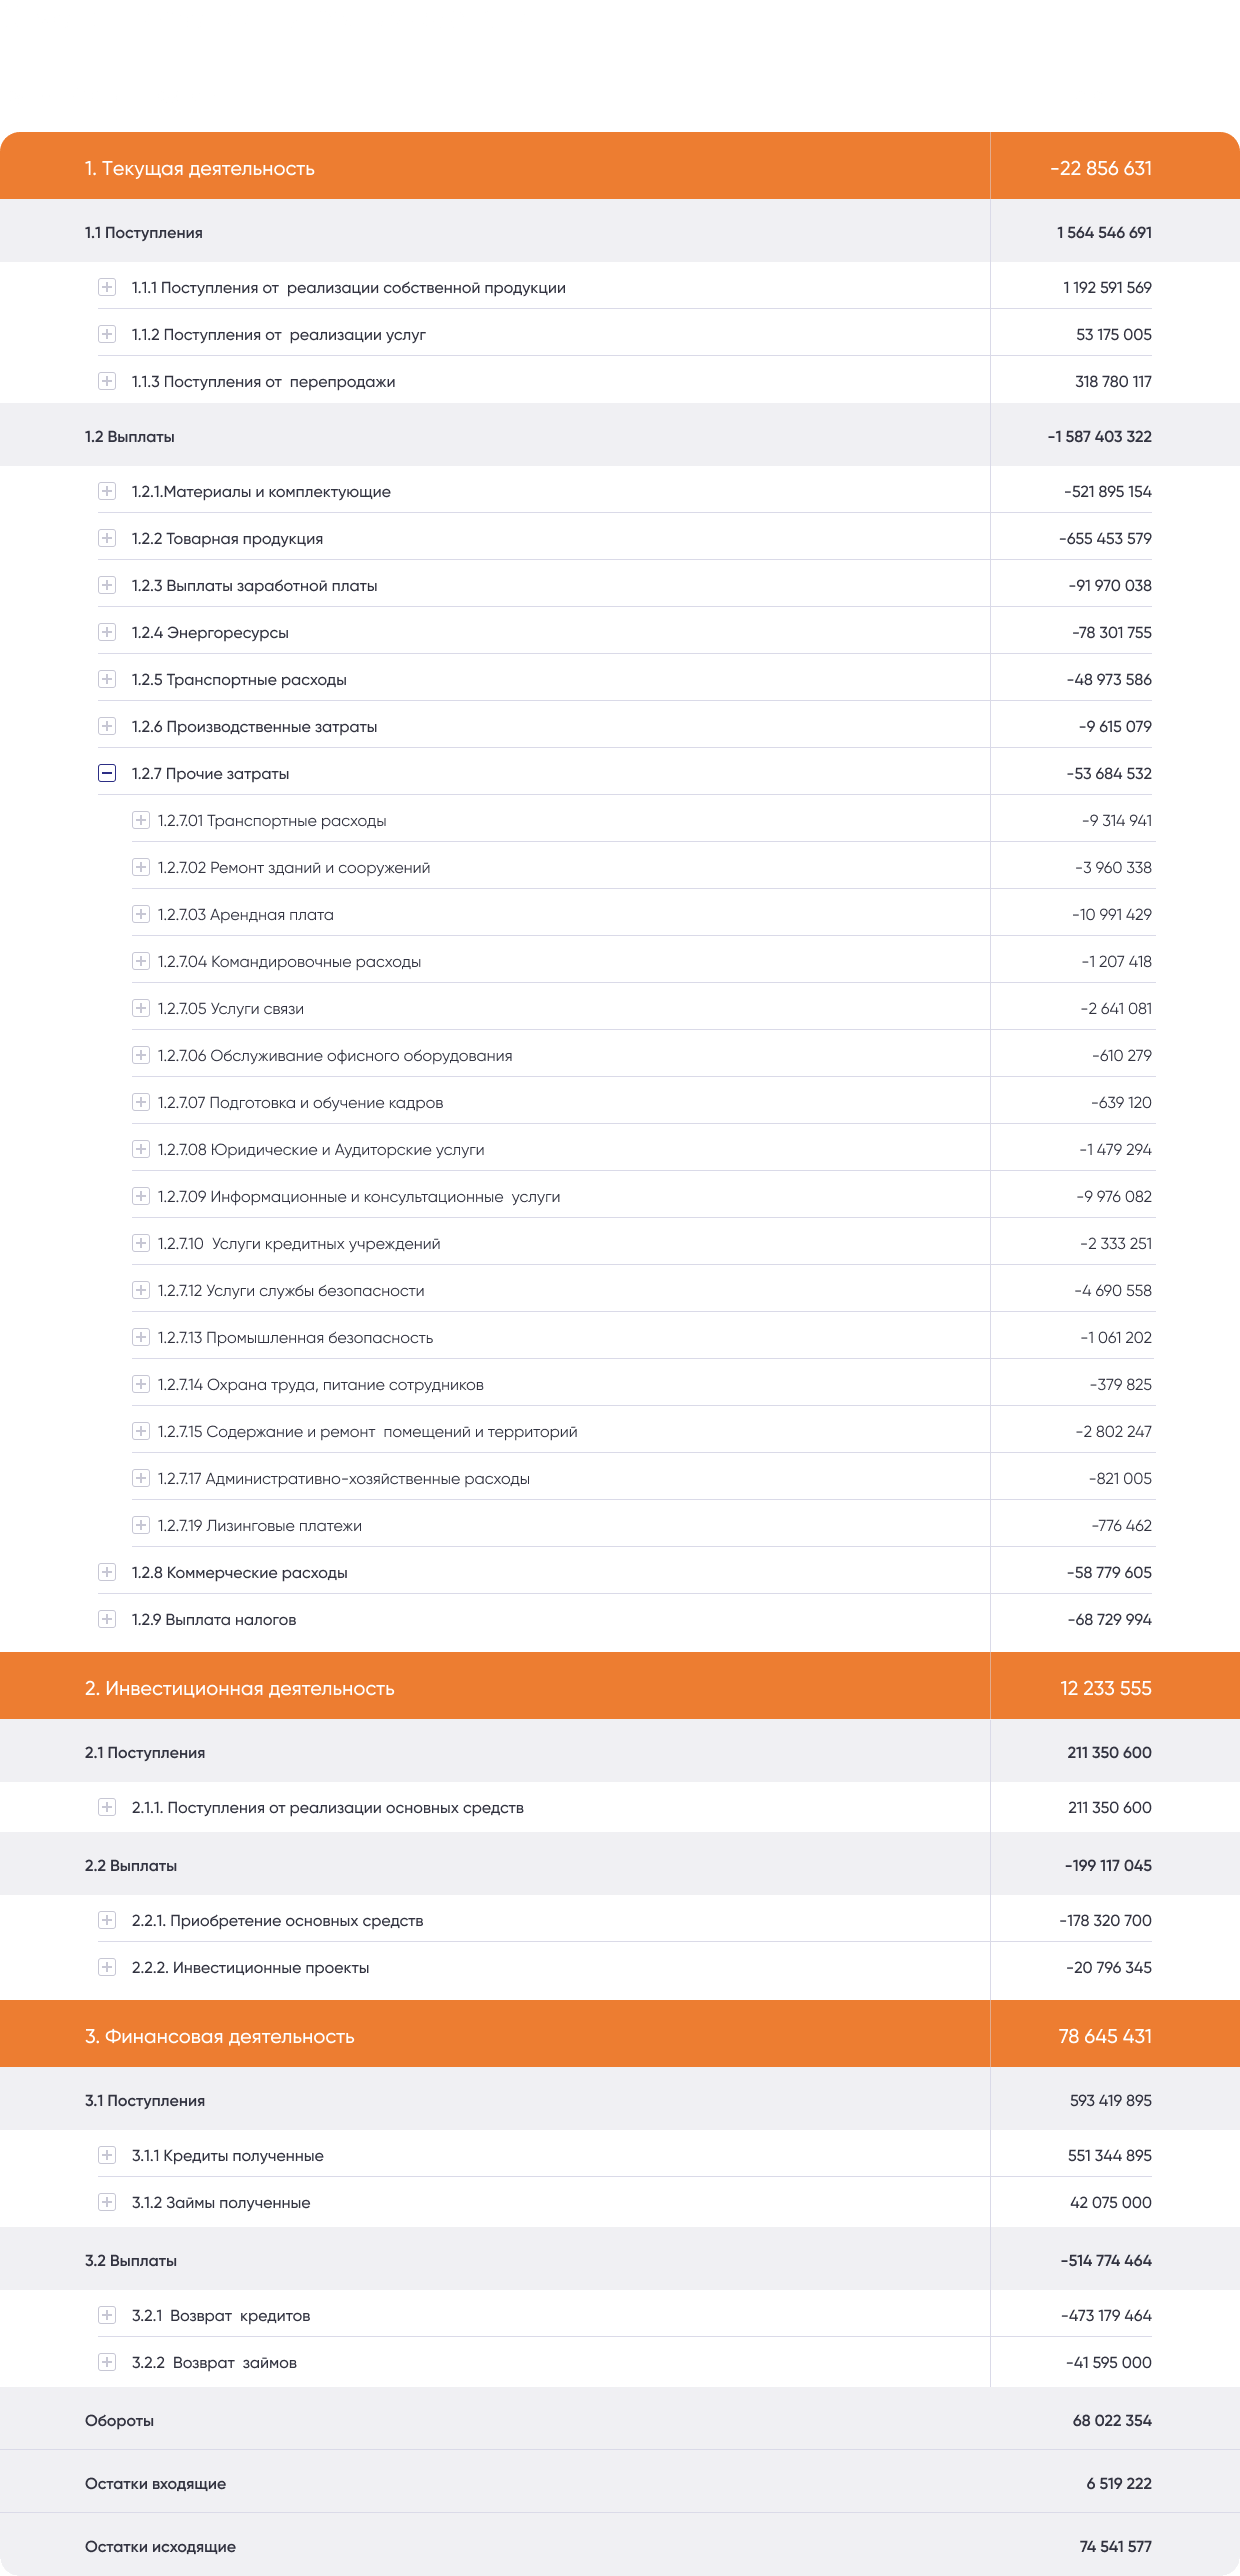 1. Текущая деятельность -22 856 631
1.1 Поступления 1 564 546 691
1.1.1 Поступления от реализации собственной продукции 1 192 591 569
1.1.2 Поступления от реализации услуг 53 175 005
1.1.3 Поступления от перепродажи 318 780 117
1.2 Выплаты -1 587 403 322
1.2.1.Материалы и комплектующие -521 895 154
1.2.2 Товарная продукция -655 453 579
1.2.3 Выплаты заработной платы -91 970 038
1.2.4 Энергоресурсы -78 301 755
1.2.5 Транспортные расходы -48 973 586
1.2.6 Производственные затраты -9 615 079
1.2.7 Прочие затраты -53 684 532
1.2.7.01 Транспортные расходы -9 314 941
1.2.7.02 Ремонт зданий и сооружений -3 960 338
1.2.7.03 Арендная плата -10 991 429
1.2.7.04 Командировочные расходы -1 207 418
1.2.7.05 Услуги связи -2 641 081
1.2.7.06 Обслуживание офисного оборудования -610 279
1.2.7.07 Подготовка и обучение кадров -639 120
1.2.7.08 Юридические и Аудиторские услуги -1 479 294
1.2.7.09 Информационные и консультационные услуги -9 976 082
1.2.7.10 Услуги кредитных учреждений -2 333 251
1.2.7.12 Услуги службы безопасности -4 690 558
1.2.7.13 Промышленная безопасность -1 061 202
1.2.7.14 Охрана труда, питание сотрудников -379 825
1.2.7.15 Содержание и ремонт помещений и территорий -2 802 247
1.2.7.17 Административно-хозяйственные расходы -821 005
1.2.7.19 Лизинговые платежи -776 462
1.2.8 Коммерческие расходы -58 779 605
1.2.9 Выплата налогов -68 729 994
2. Инвестиционная деятельность 12 233 555
2.1 Поступления 211 350 600
2.1.1. Поступления от реализации основных средств 211 350 600
2.2 Выплаты -199 117 045
2.2.1. Приобретение основных средств -178 320 700
2.2.2. Инвестиционные проекты -20 796 345
3. Финансовая деятельность 78 645 431
3.1 Поступления 593 419 895
3.1.1 Кредиты полученные 551 344 895
3.1.2 Займы полученные 42 075 000
3.2 Выплаты -514 774 464
3.2.1 Возврат кредитов -473 179 464
3.2.2 Возврат займов -41 595 000
Обороты 68 022 354
Остатки входящие 6 519 222
Остатки исходящие 74 541 577